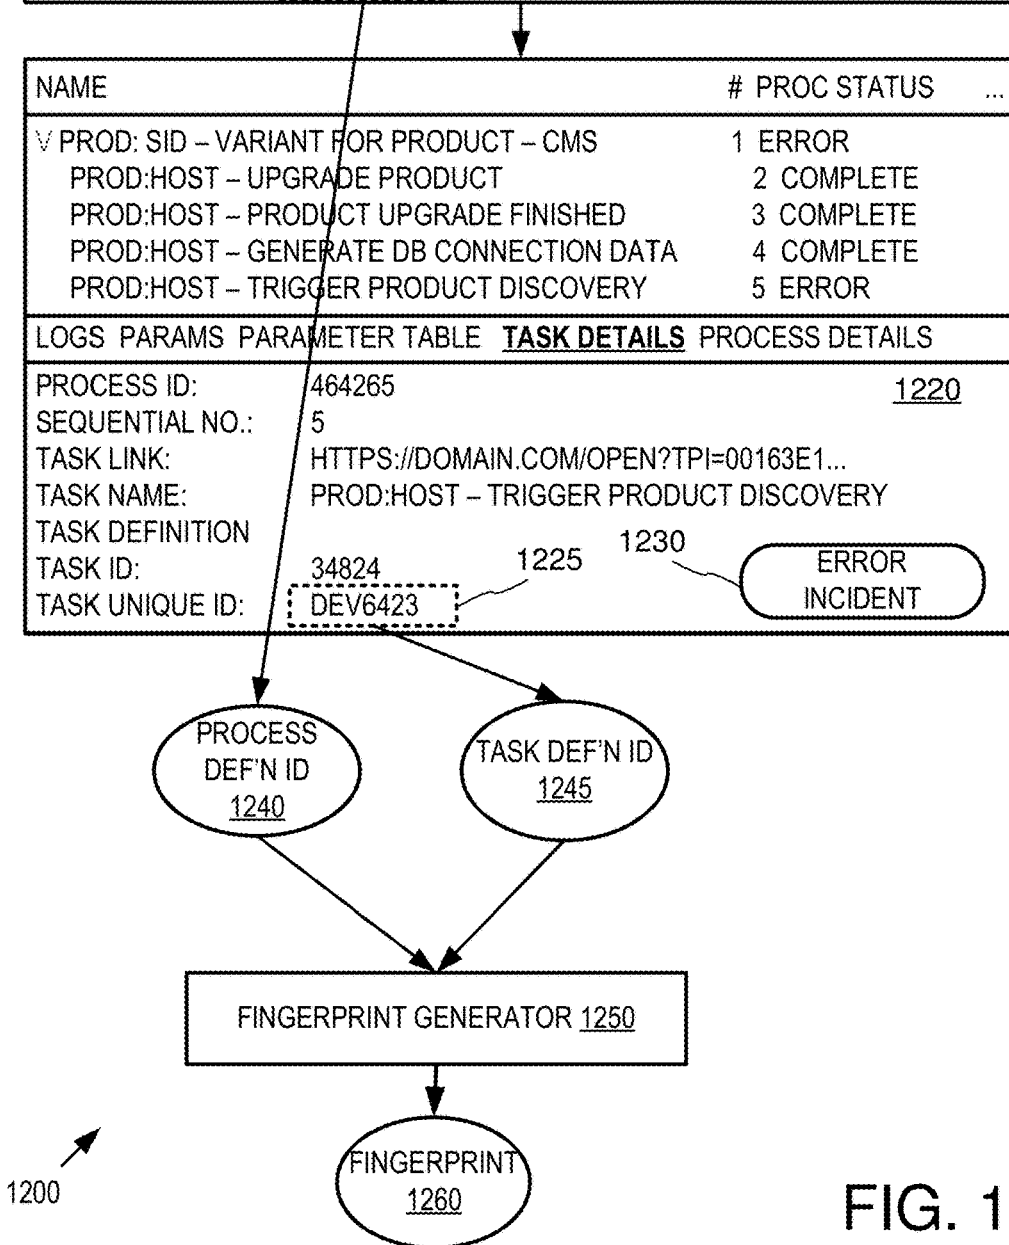 NAME # PROC STATUS ...
V PROD: SID – VARIANT FOR PRODUCT – CMS 1 ERROR
PROD:HOST – UPGRADE PRODUCT 2 COMPLETE
PROD:HOST – PRODUCT UPGRADE FINISHED 3 COMPLETE
PROD:HOST – GENERATE DB CONNECTION DATA 4 COMPLETE
PROD:HOST – TRIGGER PRODUCT DISCOVERY 5 ERROR
LOGS PARAMS PARAMETER TABLE TASK DETAILS PROCESS DETAILS
PROCESS ID: 464265 1220
SEQUENTIAL NO.: 5
TASK LINK: HTTPS://DOMAIN.COM/OPEN?TPI=00163E1...
TASK NAME: PROD:HOST – TRIGGER PRODUCT DISCOVERY
TASK DEFINITION
TASK ID: 34824
TASK UNIQUE ID: DEV6423
1225
1230
ERROR
INCIDENT
PROCESS
DEF'N ID
1240
TASK DEF'N ID
1245
FINGERPRINT GENERATOR 1250
FINGERPRINT
1260
1200
FIG. 1